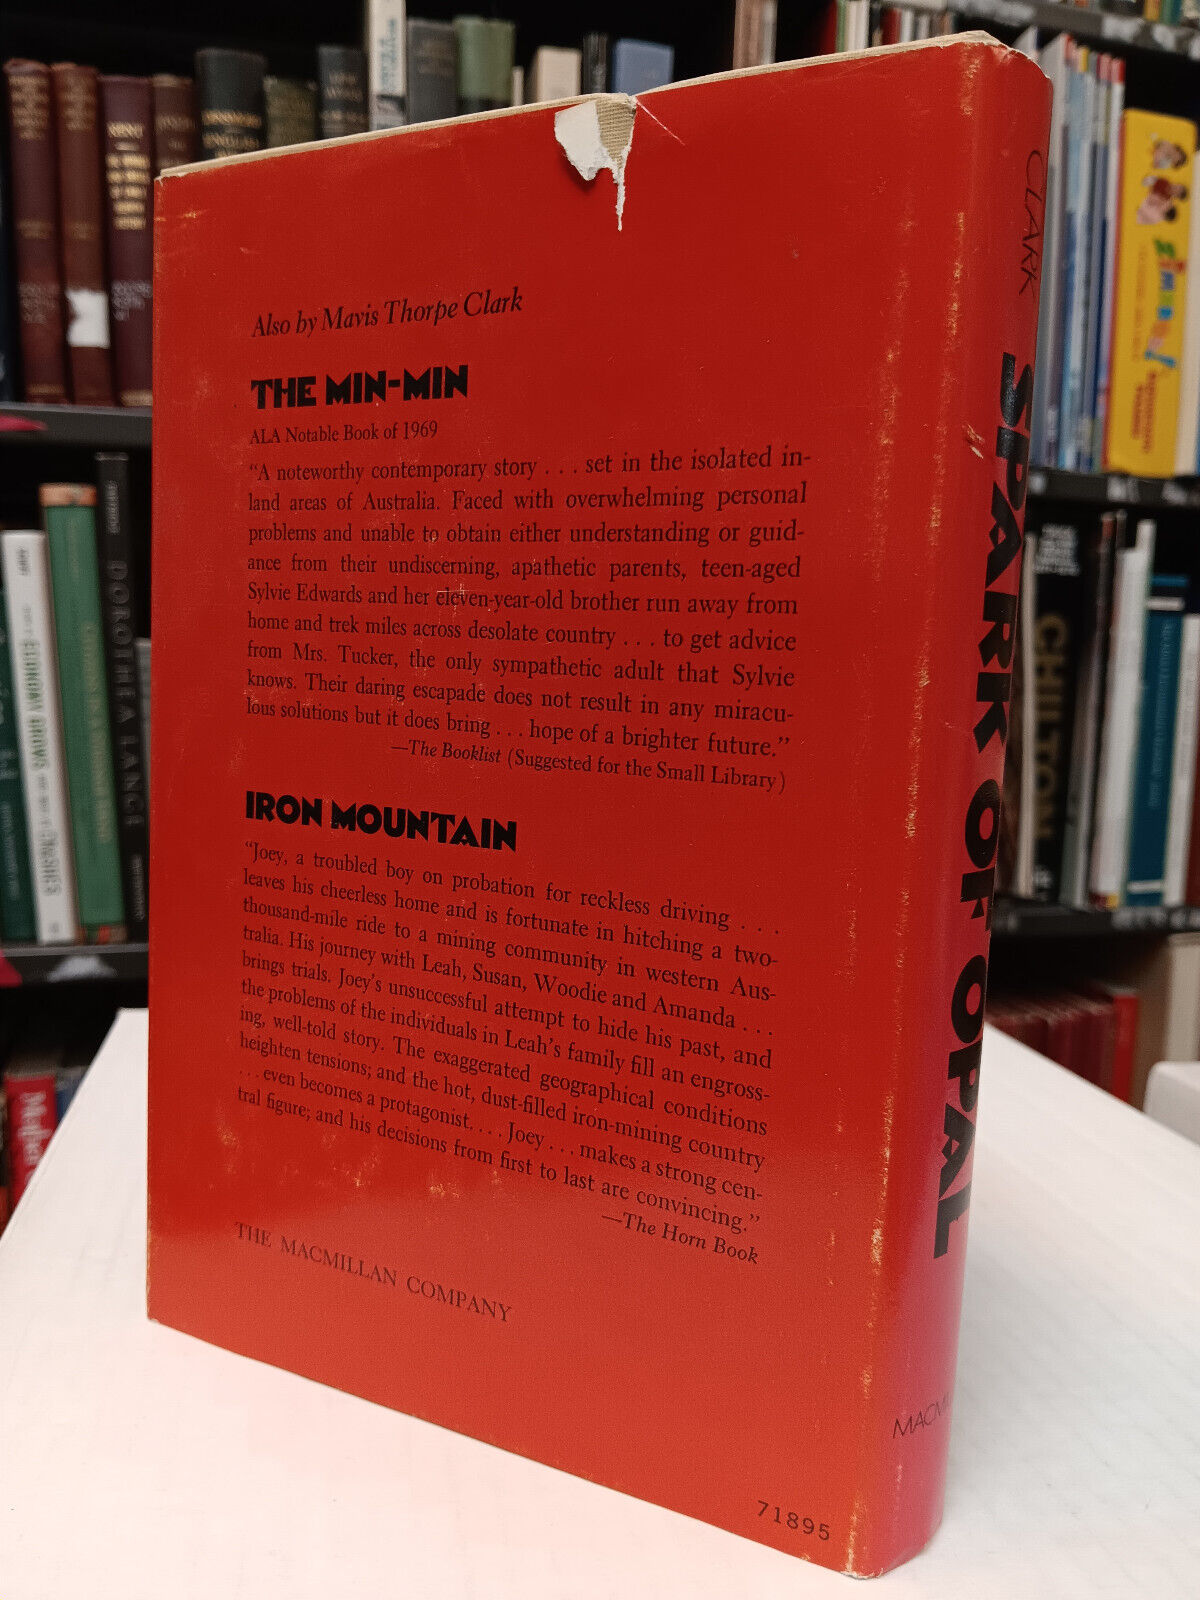 Also by Mavis Thorpe Clark
THE MIN-MIN
ALA Notable Book of 1969
“A noteworthy contemporary story . . . set in the isolated in-
land areas of Australia. Faced with overwhelming personal
problems and unable to obtain either understanding or guid-
ance from their undiscerning, apathetic parents, teen-aged
Sylvie Edwards and her eleven-year-old brother run away from
home and trek miles across desolate country . . . to get advice
from Mrs. Tucker, the only sympathetic adult that Sylvie
knows. Their daring escapade does not result in any miracu-
lous solutions but it does bring . . . hope of a brighter future.”
—The Booklist (Suggested for the Small Library)
IRON MOUNTAIN
“Joey, a troubled boy on probation for reckless driving . . .
leaves his cheerless home and is fortunate in hitching a two-
thousand-mile ride to a mining community in western Aus-
tralia. His journey with Leah, Susan, Woodie and Amanda . . .
brings trials. Joey’s unsuccessful attempt to hide his past, and
the problems of the individuals in Leah’s family fill an engross-
ing, well-told story. The exaggerated geographical conditions
heighten tensions; and the hot, dust-filled iron-mining country
. . . even becomes a protagonist. . . . Joey . . . makes a strong cen-
tral figure; and his decisions from first to last are convincing.”
—The Horn Book
THE MACMILLAN COMPANY
71895
CLARK
SPARK OF OPAL
MACMI
DOROTHEA LANGE
CHILTON
KENT